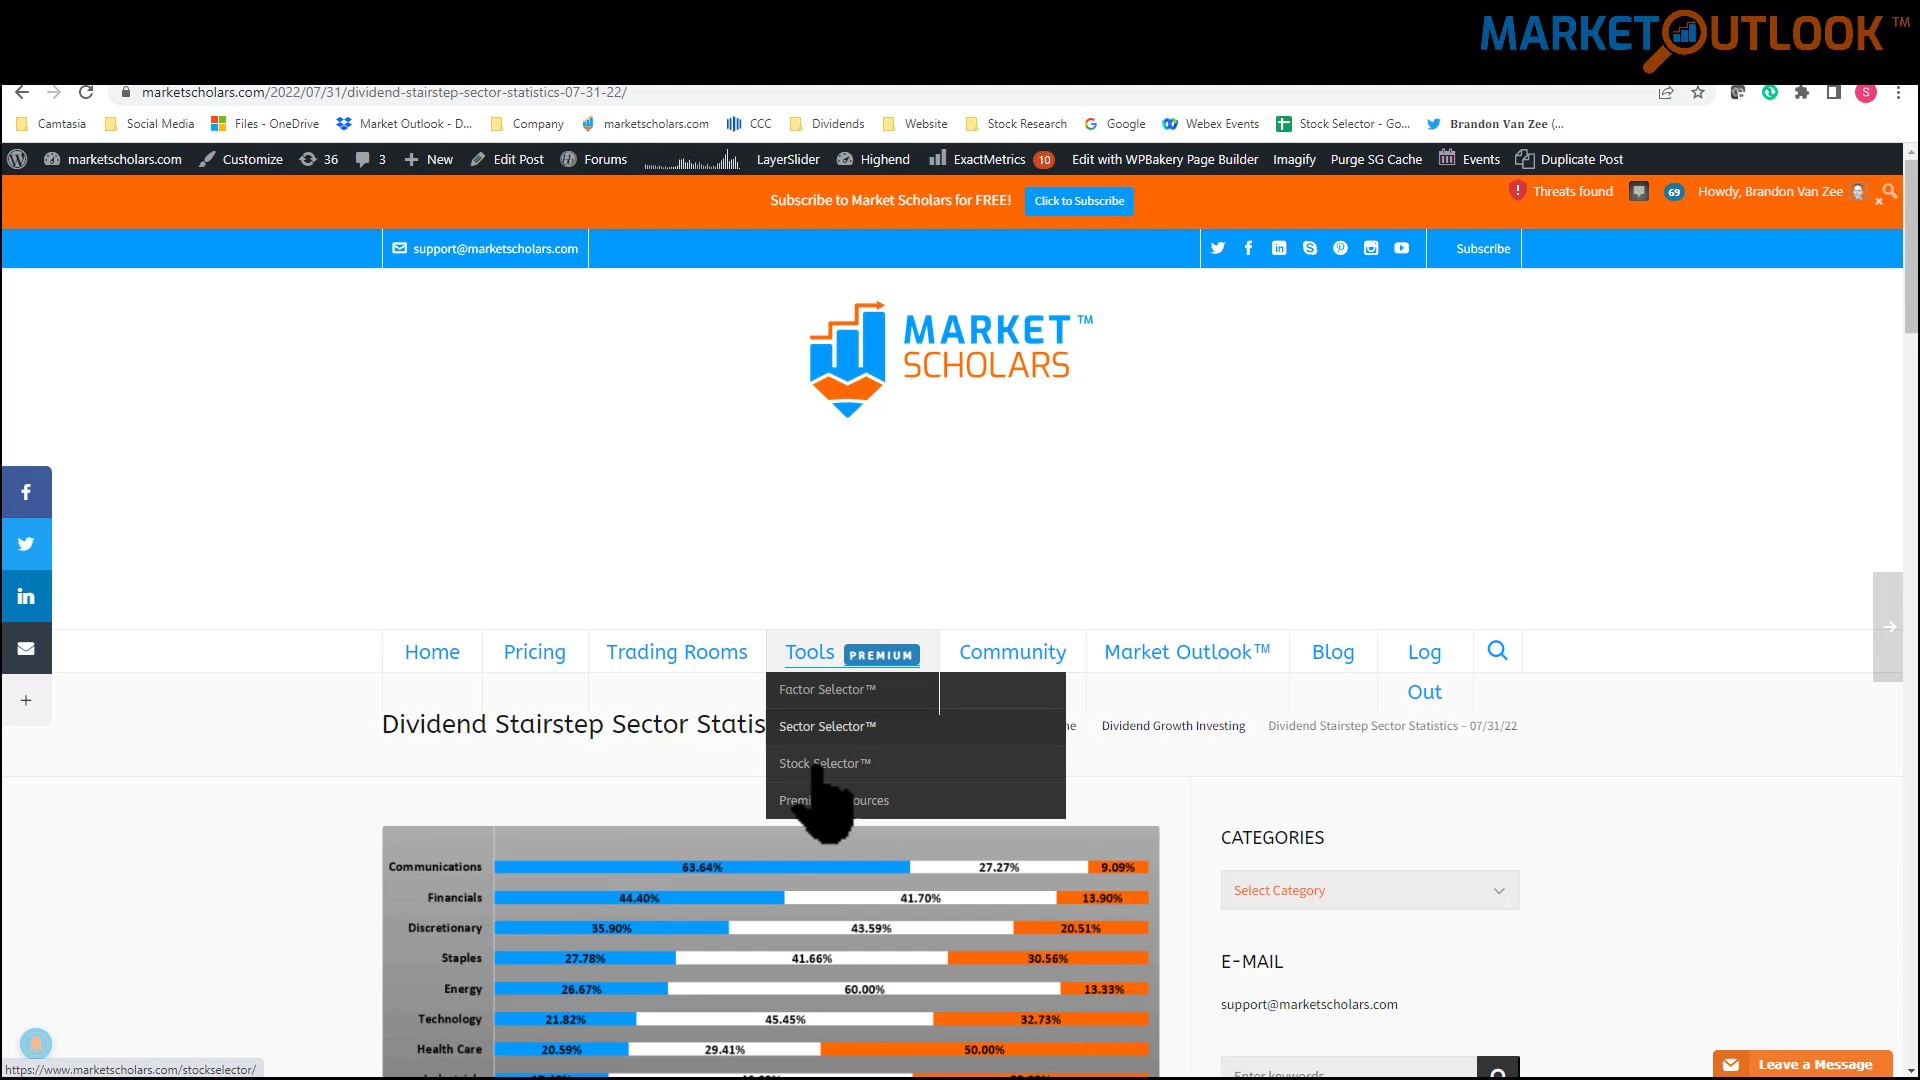 MARKETOUTLOOK™
marketscholars.com/2022/07/31/dividend-stairstep-sector-statistics-07-31-22/
S
Camtasia Social Media Files - OneDrive Market Outlook - D... Company marketscholars.com CCC Dividends Website Stock Research Google Webex Events Stock Selector - Go... Brandon Van Zee (...
marketscholars.com Customize 36 3 New Edit Post Forums LayerSlider Highend ExactMetrics 10 Edit with WPBakery Page Builder Imagify Purge SG Cache Events Duplicate Post
Threats found 69 Howdy, Brandon Van Zee
Subscribe to Market Scholars for FREE! Click to Subscribe
support@marketscholars.com Subscribe
MARKET™
SCHOLARS
Home Pricing Trading Rooms Tools PREMIUM Community Market Outlook™ Blog Log Out
Factor Selector™
Sector Selector™
Stock Selector™
Dividend Stairstep Sector Dividend Growth Investing Dividend Stairstep Sector Statistics – 07/31/22
CATEGORIES
Select Category
E-MAIL
support@marketscholars.com
Communications 63.64% 27.27% 9.09%
Financials 44.40% 41.70% 13.90%
Discretionary 35.90% 43.59% 20.51%
Staples 27.78% 41.66% 30.56%
Energy 26.67% 60.00% 13.33%
Technology 21.82% 45.45% 32.73%
Health Care 20.59% 29.41% 50.00%
https://www.marketscholars.com/stockselector/
Leave a Message